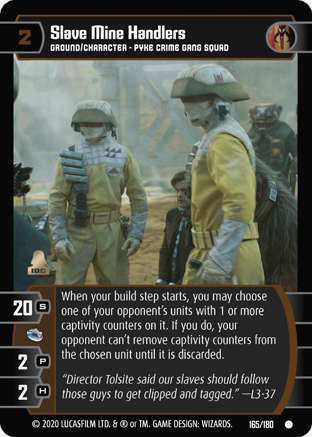 2
Slave Mine Handlers
GROUND/CHARACTER - PYKE CRIME GANG SQUAD
IDC
20 S
2 P
2 H
When your build step starts, you may choose
one of your opponent's units with 1 or more
captivity counters on it. If you do, your
opponent can't remove captivity counters from
the chosen unit until it is discarded.
"Director Tolsite said our slaves should follow
those guys to get clipped and tagged." —L3-37
© 2020 LUCASFILM LTD. & ® or TM. GAME DESIGN: WIZARDS. 165/180